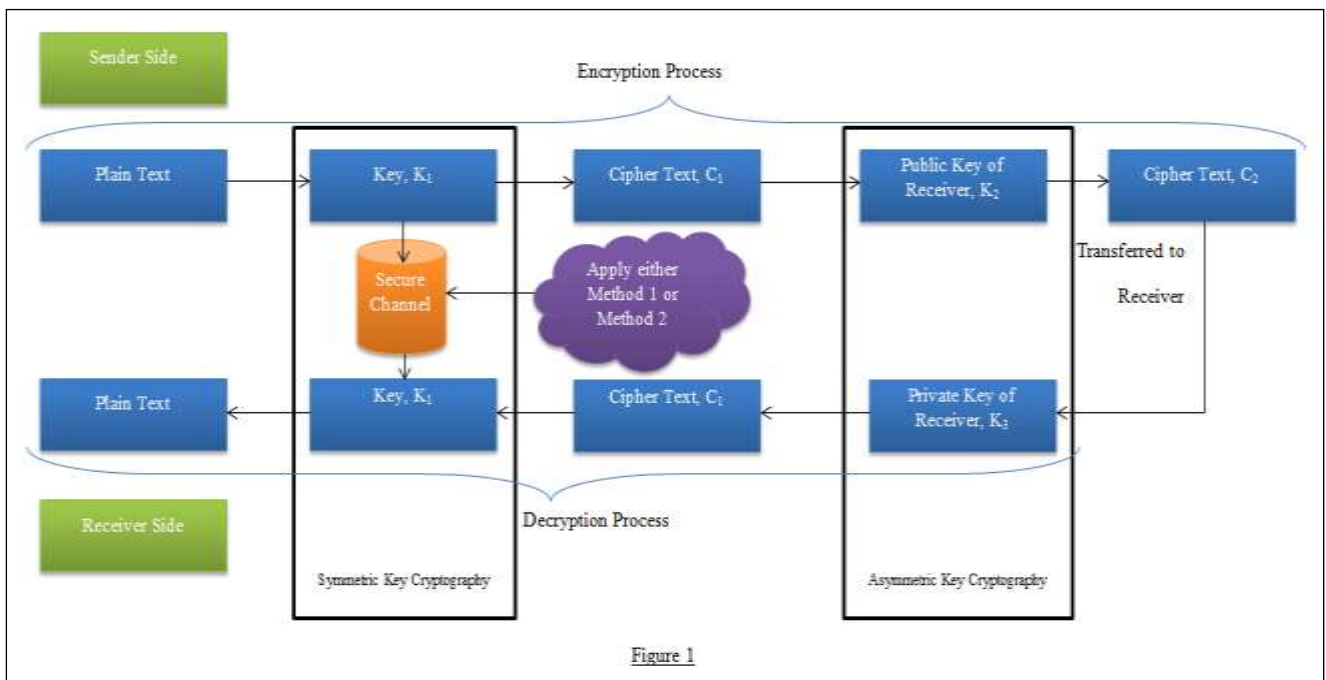 Sender Side
Encryption Process
Plain Text
Key, K₁
Cipher Text, C₁
Public Key of
Receiver, K₂
Cipher Text, C₂
Secure
Channel
Apply either
Method 1 or
Method 2
Transferred to
Receiver
Plain Text
Key, K₁
Cipher Text, C₁
Private Key of
Receiver, K₃
Receiver Side
Decryption Process
Symmetric Key Cryptography
Asymmetric Key Cryptography
Figure 1